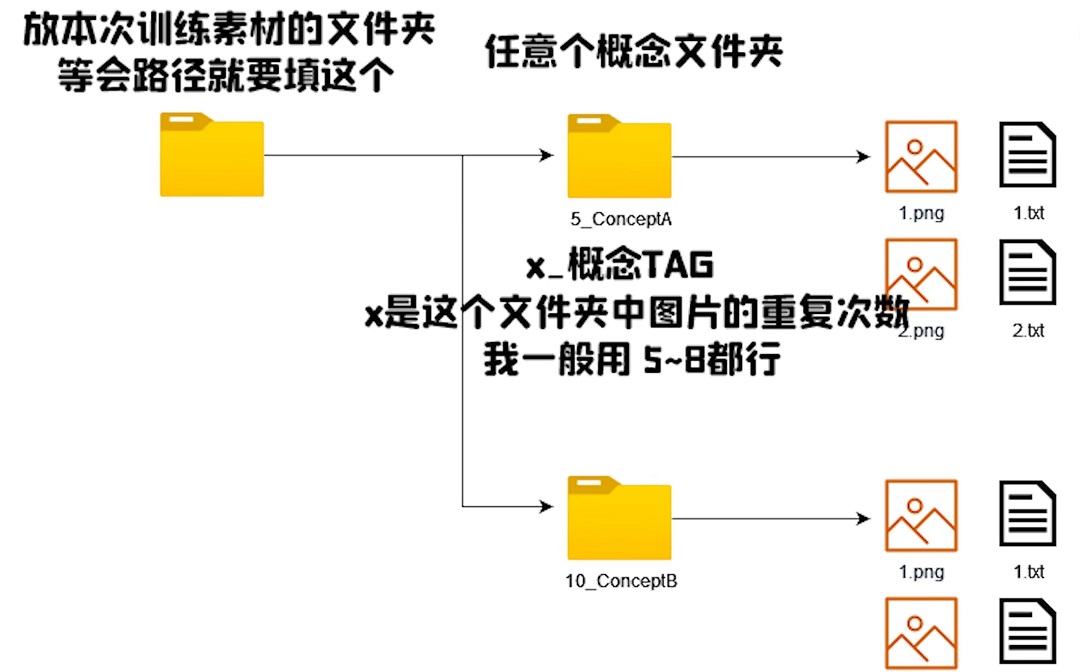 放本次训练素材的文件夹
等会路径就要填这个
任意个概念文件夹
1.png
1.txt
5_ConceptA
x_概念TAG
x是这个文件夹中图片的重复次数
2.png
2.txt
我一般用 5~8都行
1.png
1.txt
10_ConceptB